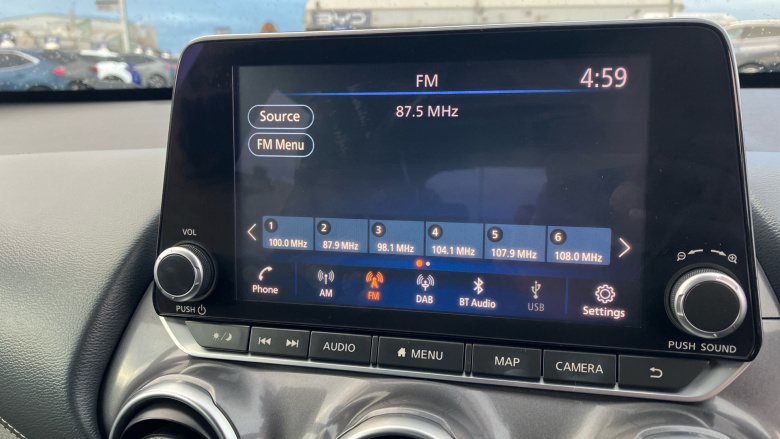 BYD
FM
4:59
Source
87.5 MHz
FM Menu
1 2 3 4 5 6
100.0 MHz 87.9 MHz 98.1 MHz 104.1 MHz 107.9 MHz 108.0 MHz
Phone AM FM DAB BT Audio USB Settings
VOL
PUSH
PUSH SOUND
AUDIO MENU MAP CAMERA